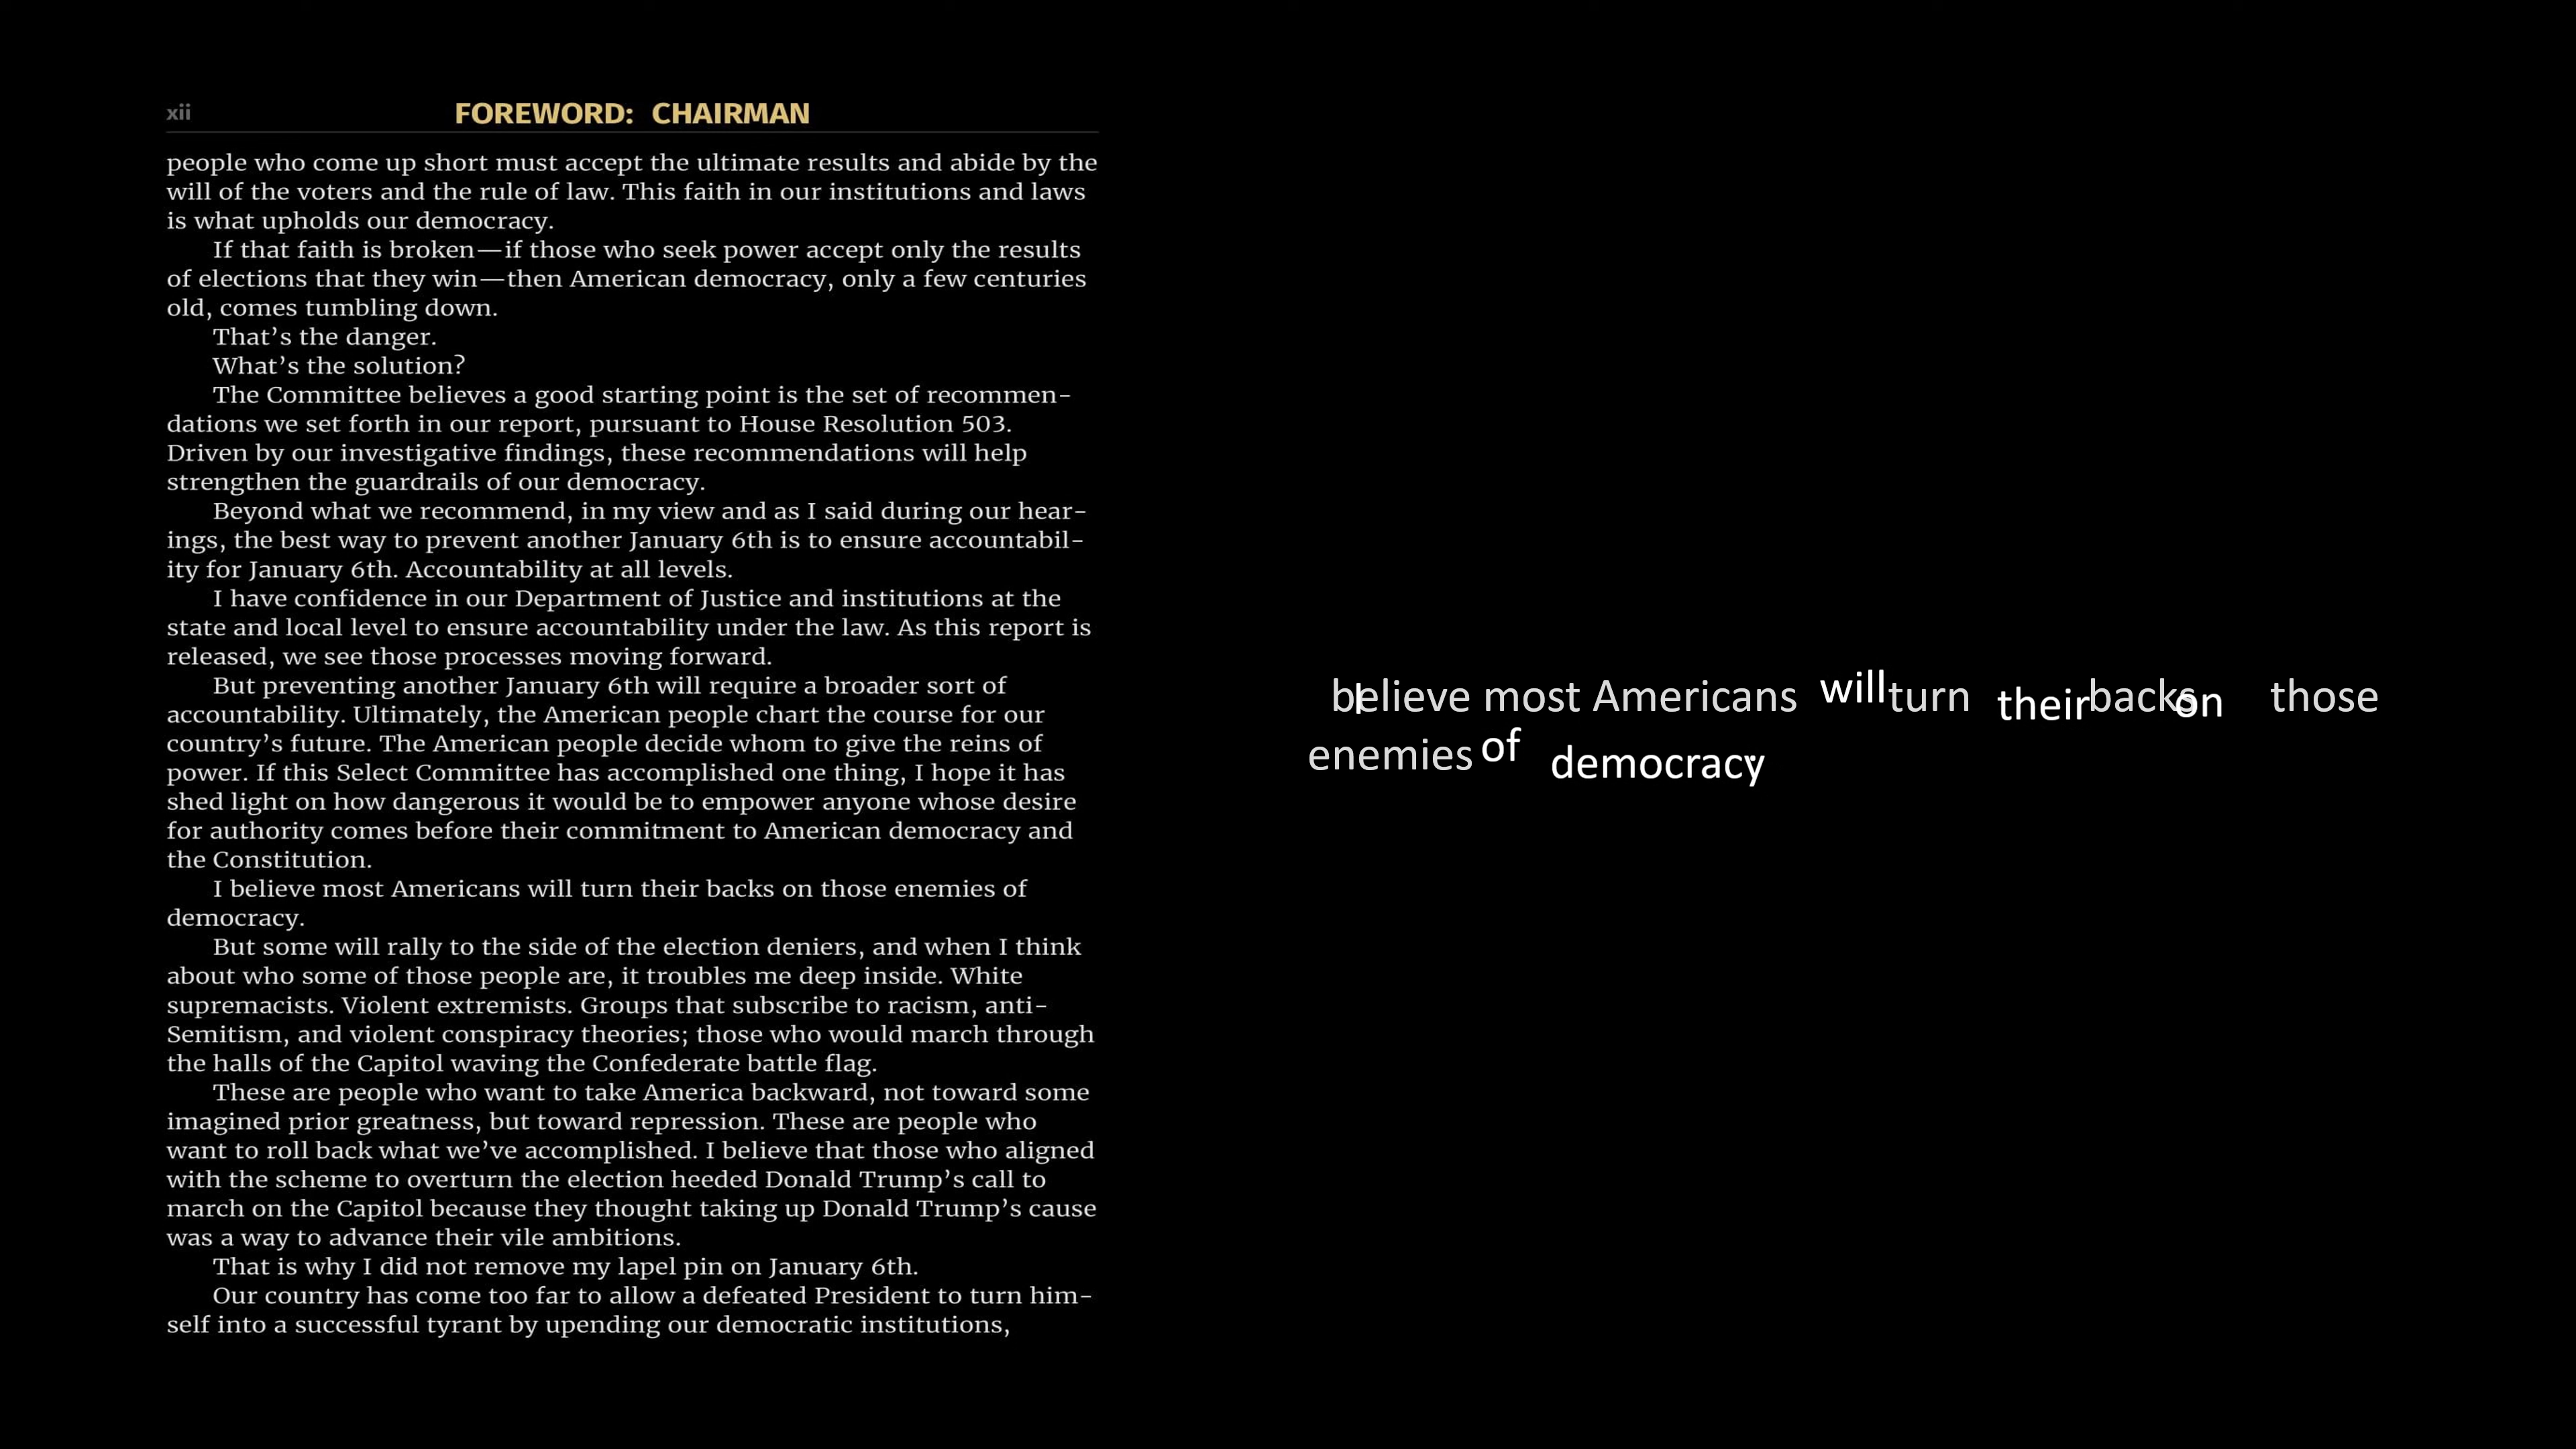 xii FOREWORD: CHAIRMAN
people who come up short must accept the ultimate results and abide by the
will of the voters and the rule of law. This faith in our institutions and laws
is what upholds our democracy.
If that faith is broken—if those who seek power accept only the results
of elections that they win—then American democracy, only a few centuries
old, comes tumbling down.
That’s the danger.
What’s the solution?
The Committee believes a good starting point is the set of recommen-
dations we set forth in our report, pursuant to House Resolution 503.
Driven by our investigative findings, these recommendations will help
strengthen the guardrails of our democracy.
Beyond what we recommend, in my view and as I said during our hear-
ings, the best way to prevent another January 6th is to ensure accountabil-
ity for January 6th. Accountability at all levels.
I have confidence in our Department of Justice and institutions at the
state and local level to ensure accountability under the law. As this report is
released, we see those processes moving forward.
But preventing another January 6th will require a broader sort of
accountability. Ultimately, the American people chart the course for our
country’s future. The American people decide whom to give the reins of
power. If this Select Committee has accomplished one thing, I hope it has
shed light on how dangerous it would be to empower anyone whose desire
for authority comes before their commitment to American democracy and
the Constitution.
I believe most Americans will turn their backs on those enemies of
democracy.
But some will rally to the side of the election deniers, and when I think
about who some of those people are, it troubles me deep inside. White
supremacists. Violent extremists. Groups that subscribe to racism, anti-
Semitism, and violent conspiracy theories; those who would march through
the halls of the Capitol waving the Confederate battle flag.
These are people who want to take America backward, not toward some
imagined prior greatness, but toward repression. These are people who
want to roll back what we’ve accomplished. I believe that those who aligned
with the scheme to overturn the election heeded Donald Trump’s call to
march on the Capitol because they thought taking up Donald Trump’s cause
was a way to advance their vile ambitions.
That is why I did not remove my lapel pin on January 6th.
Our country has come too far to allow a defeated President to turn him-
self into a successful tyrant by upending our democratic institutions,
I believe most Americans will turn their backs on those
enemies of democracy.